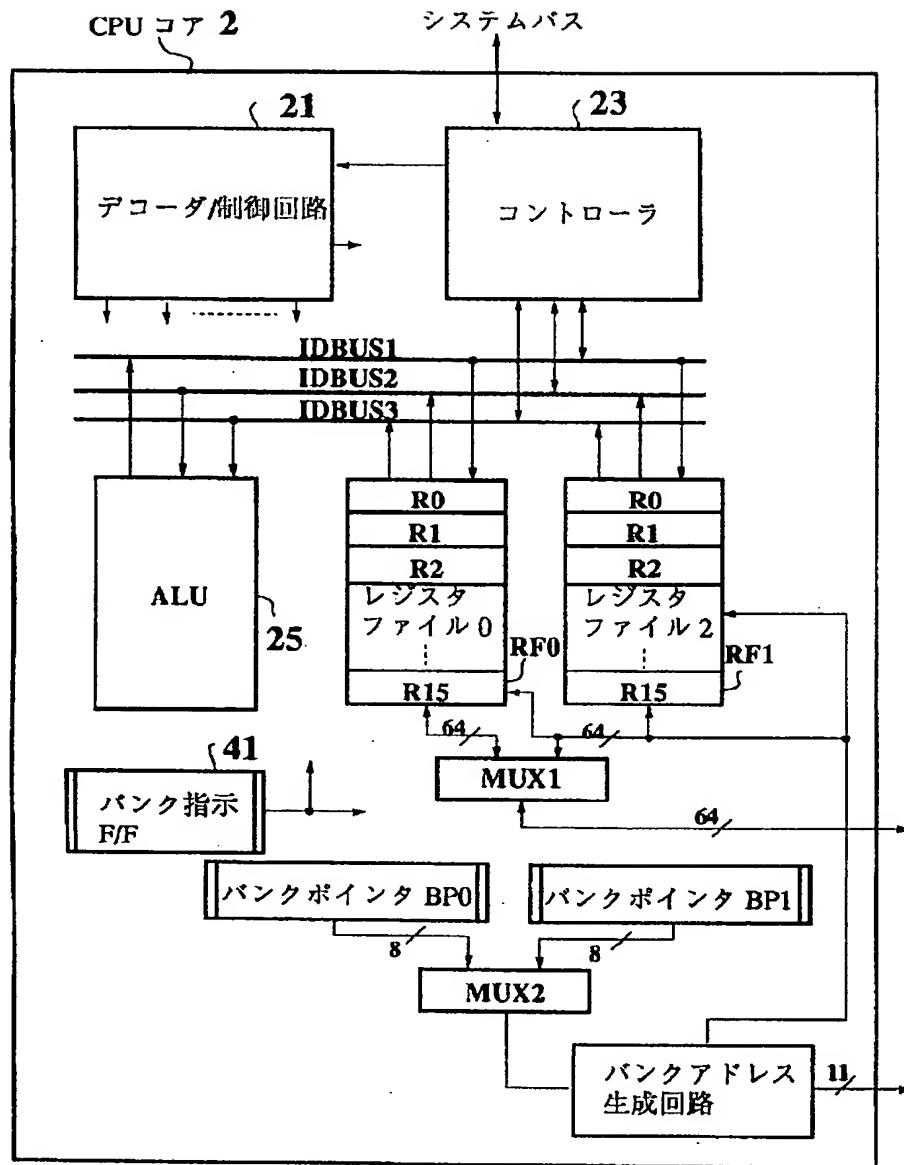 CPU コア 2
システムバス
21
23
デコーダ/制御回路
コントローラ
IDBUS1
IDBUS2
IDBUS3
R0
R0
R1
R1
R2
R2
ALU
レジスタ
ファイル0
レジスタ
ファイル2
25
RF0
RF1
R15
R15
64
64
41
MUX1
バンク指示
F/F
64
バンクポインタ BP0
バンクポインタ BP1
8
8
MUX2
バンクアドレス
生成回路
11